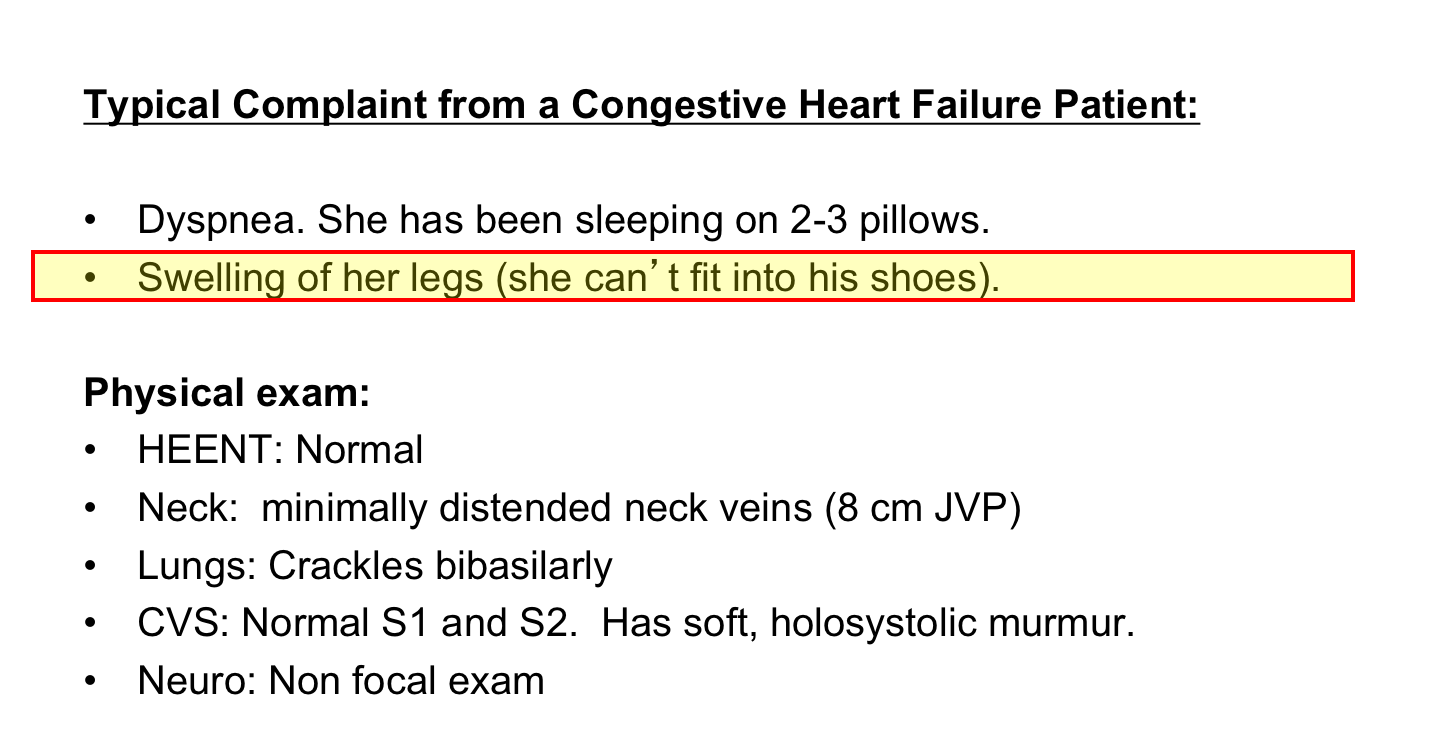 Typical Complaint from a Congestive Heart Failure Patient:
• Dyspnea. She has been sleeping on 2-3 pillows.
• Swelling of her legs (she can’t fit into his shoes).
Physical exam:
• HEENT: Normal
• Neck:  minimally distended neck veins (8 cm JVP)
• Lungs: Crackles bibasilarly
• CVS: Normal S1 and S2.  Has soft, holosystolic murmur.
• Neuro: Non focal exam